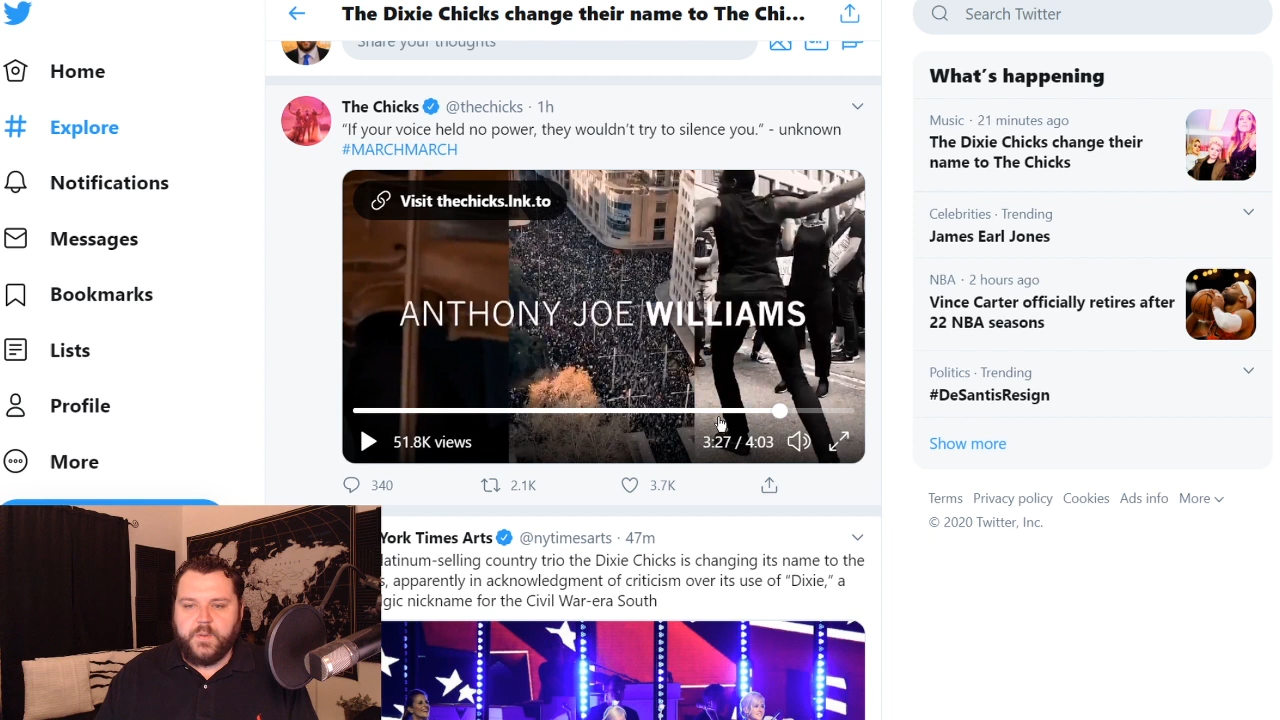 The Dixie Chicks change their name to The Chi...
Share your thoughts
Home
Explore
Notifications
Messages
Bookmarks
Lists
Profile
More
The Chicks @thechicks · 1h
“If your voice held no power, they wouldn’t try to silence you.” - unknown
#MARCHMARCH
Visit thechicks.lnk.to
ANTHONY JOE WILLIAMS
51.8K views
3:27 / 4:03
340
2.1K
3.7K
York Times Arts @nytimesarts · 47m
latinum-selling country trio the Dixie Chicks is changing its name to the
s, apparently in acknowledgment of criticism over its use of “Dixie,” a
gic nickname for the Civil War-era South
Search Twitter
What’s happening
Music · 21 minutes ago
The Dixie Chicks change their
name to The Chicks
Celebrities · Trending
James Earl Jones
NBA · 2 hours ago
Vince Carter officially retires after
22 NBA seasons
Politics · Trending
#DeSantisResign
Show more
Terms Privacy policy Cookies Ads info More
© 2020 Twitter, Inc.